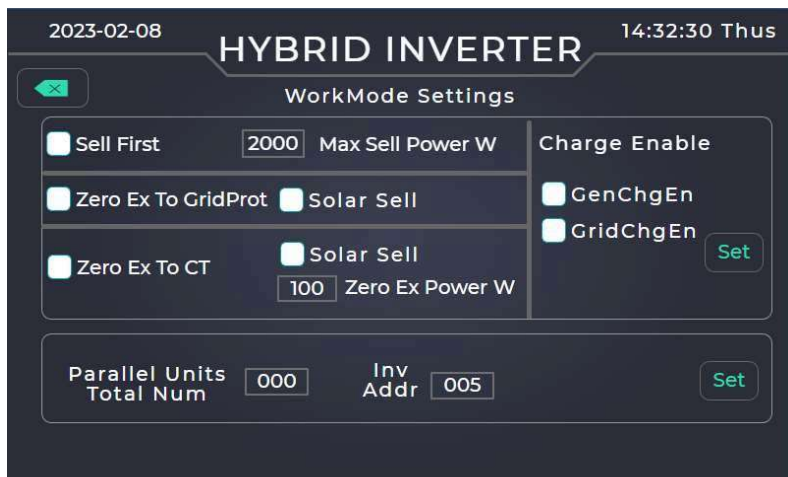 2023-02-08
HYBRID INVERTER
14:32:30 Thus
WorkMode Settings
Sell First 2000 Max Sell Power W
Zero Ex To GridProt Solar Sell
Zero Ex To CT
Solar Sell
100 Zero Ex Power W
Charge Enable
GenChgEn
GridChgEn
Set
Parallel Units
Total Num
000
Inv
Addr
005
Set